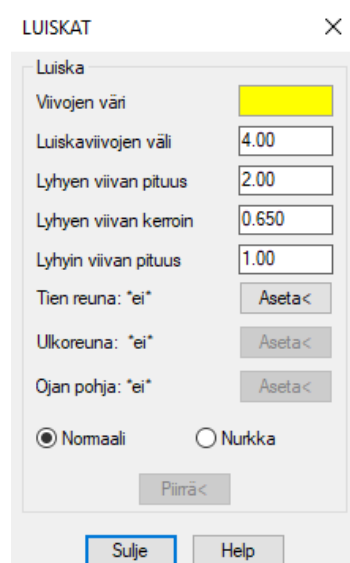 LUISKAT
Luiska
Viivojen väri
Luiskaviivojen väli 4.00
Lyhyen viivan pituus 2.00
Lyhyen viivan kerroin 0.650
Lyhyin viivan pituus 1.00
Tien reuna: *ei* Aseta<
Ulkoreuna: *ei* Aseta<
Ojan pohja: *ei* Aseta<
Normaali Nurkka
Piirrä<
Sulje Help